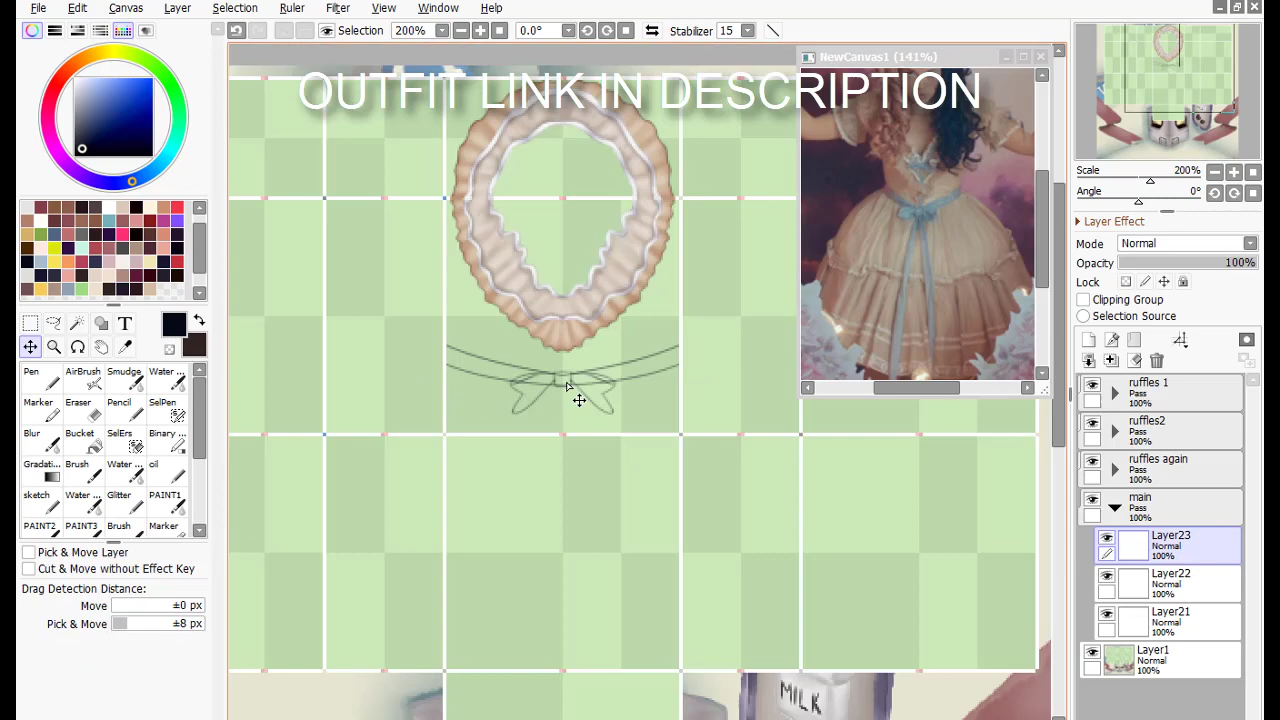 File Edit Canvas Layer Selection Ruler Filter View Window Help
Selection 200% 0.0° Stabilizer 15
NewCanvas1 (141%)
OUTFIT LINK IN DESCRIPTION
Scale 200%
Angle 0°
Layer Effect
Mode Normal
Opacity 100%
Lock
Clipping Group
Selection Source
T
Pen AirBrush Smudge Water ...
Marker Eraser Pencil SelPen
Blur Bucket SelErs Binary ...
Gradati... Brush Water ... oil
sketch Water ... Glitter PAINT1
PAINT2 PAINT3 Brush Marker
Pick & Move Layer
Cut & Move without Effect Key
Drag Detection Distance:
Move ±0 px
Pick & Move ±8 px
ruffles 1
Pass
100%
ruffles2
Pass
100%
ruffles again
Pass
100%
main
Pass
100%
Layer23
Normal
100%
Layer22
Normal
100%
Layer21
Normal
100%
Layer1
Normal
100%
MILK